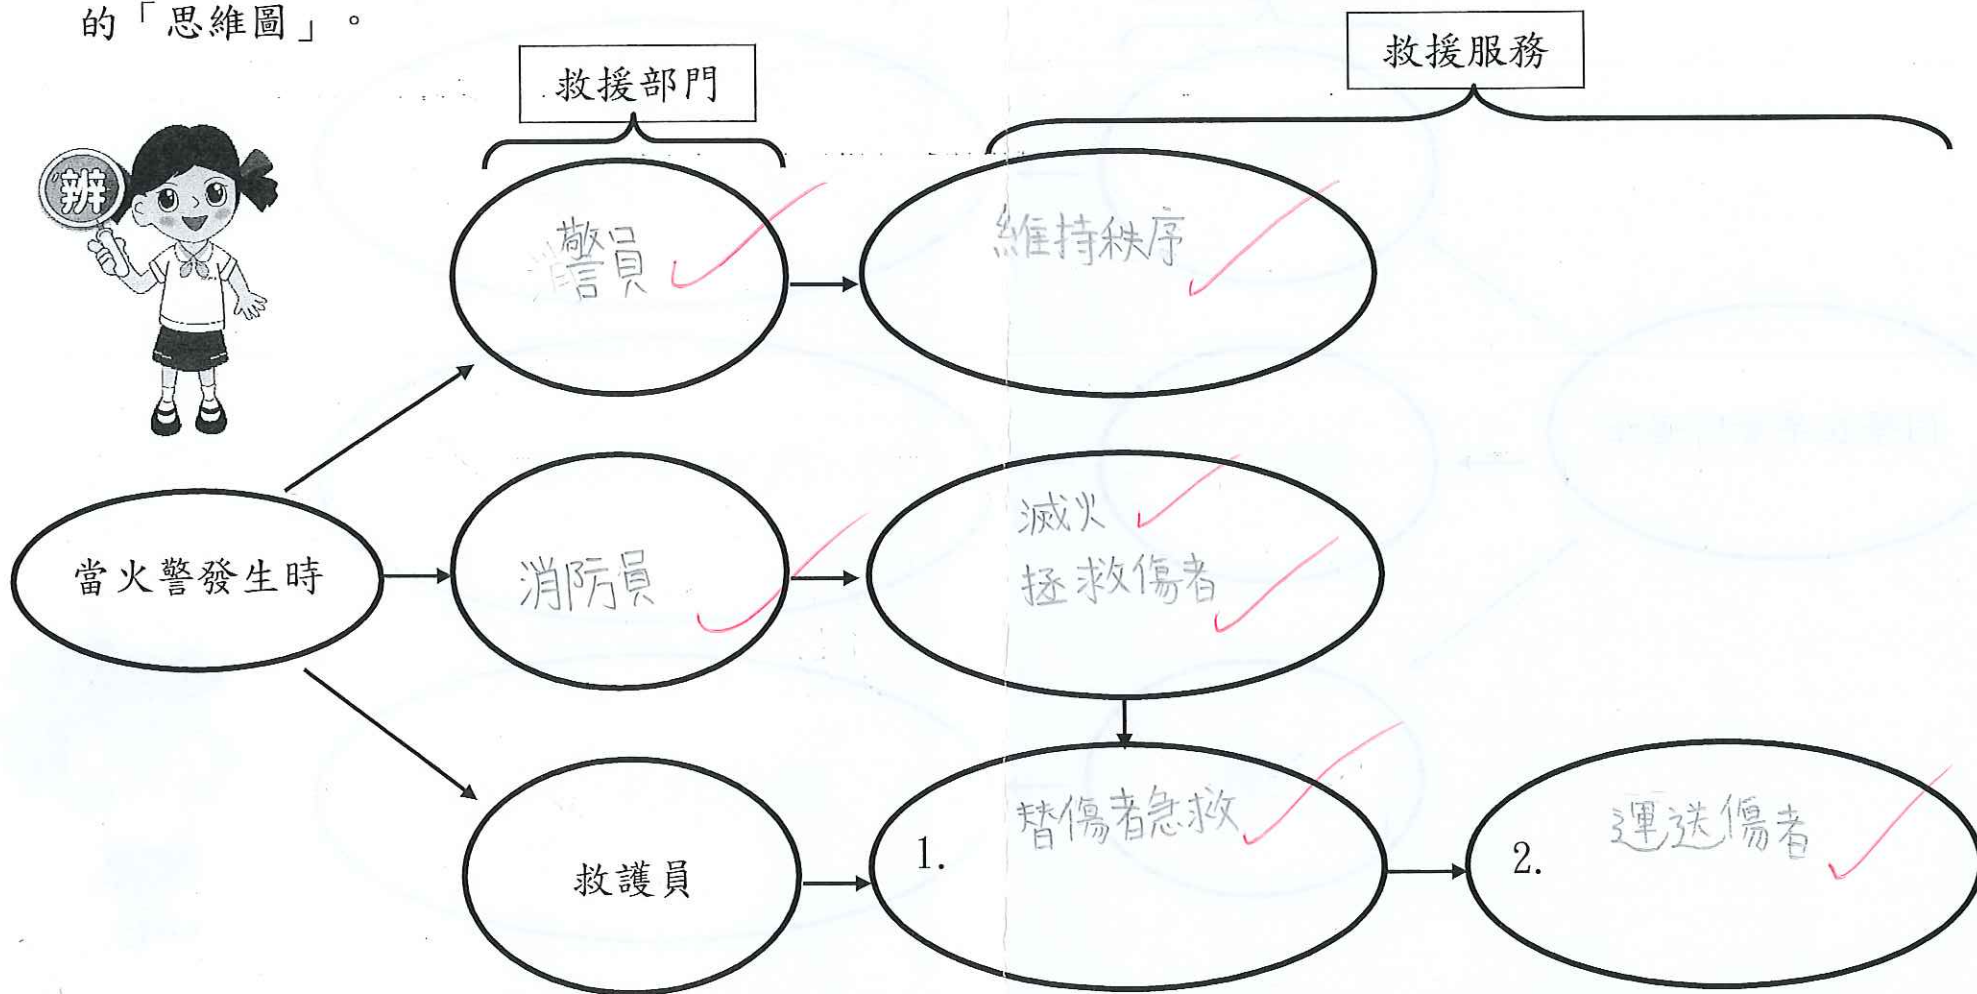 的「思維圖」。
救援部門
救援服務
辨
警員
維持秩序
當火警發生時
消防員
滅火
拯救傷者
救護員
1.
替傷者急救
2.
運送傷者